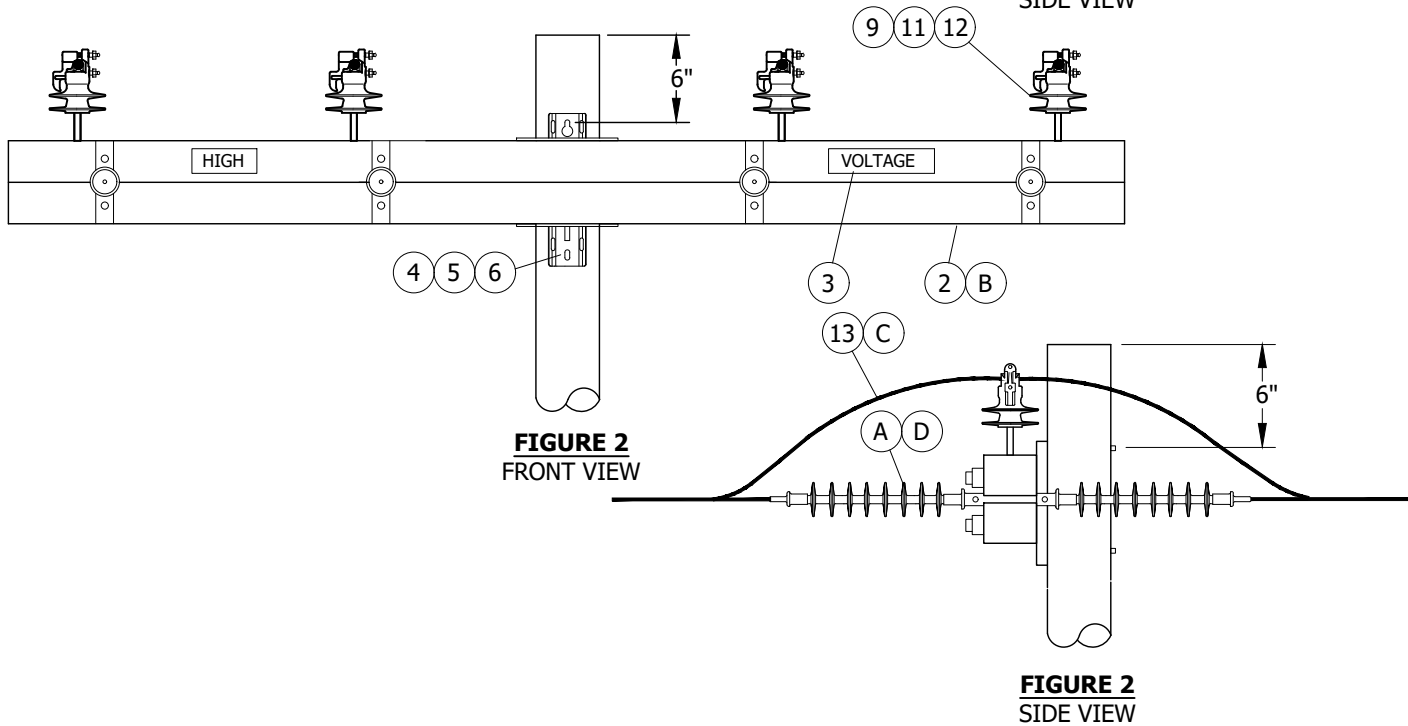 SIDE VIEW
9 11 12
6"
HIGH
VOLTAGE
4 5 6
3
2 B
13 C
6"
A D
FIGURE 2
FRONT VIEW
FIGURE 2
SIDE VIEW